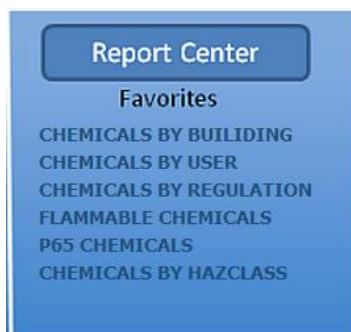 Report Center
Favorites
CHEMICALS BY BUILIDING
CHEMICALS BY USER
CHEMICALS BY REGULATION
FLAMMABLE CHEMICALS
P65 CHEMICALS
CHEMICALS BY HAZCLASS